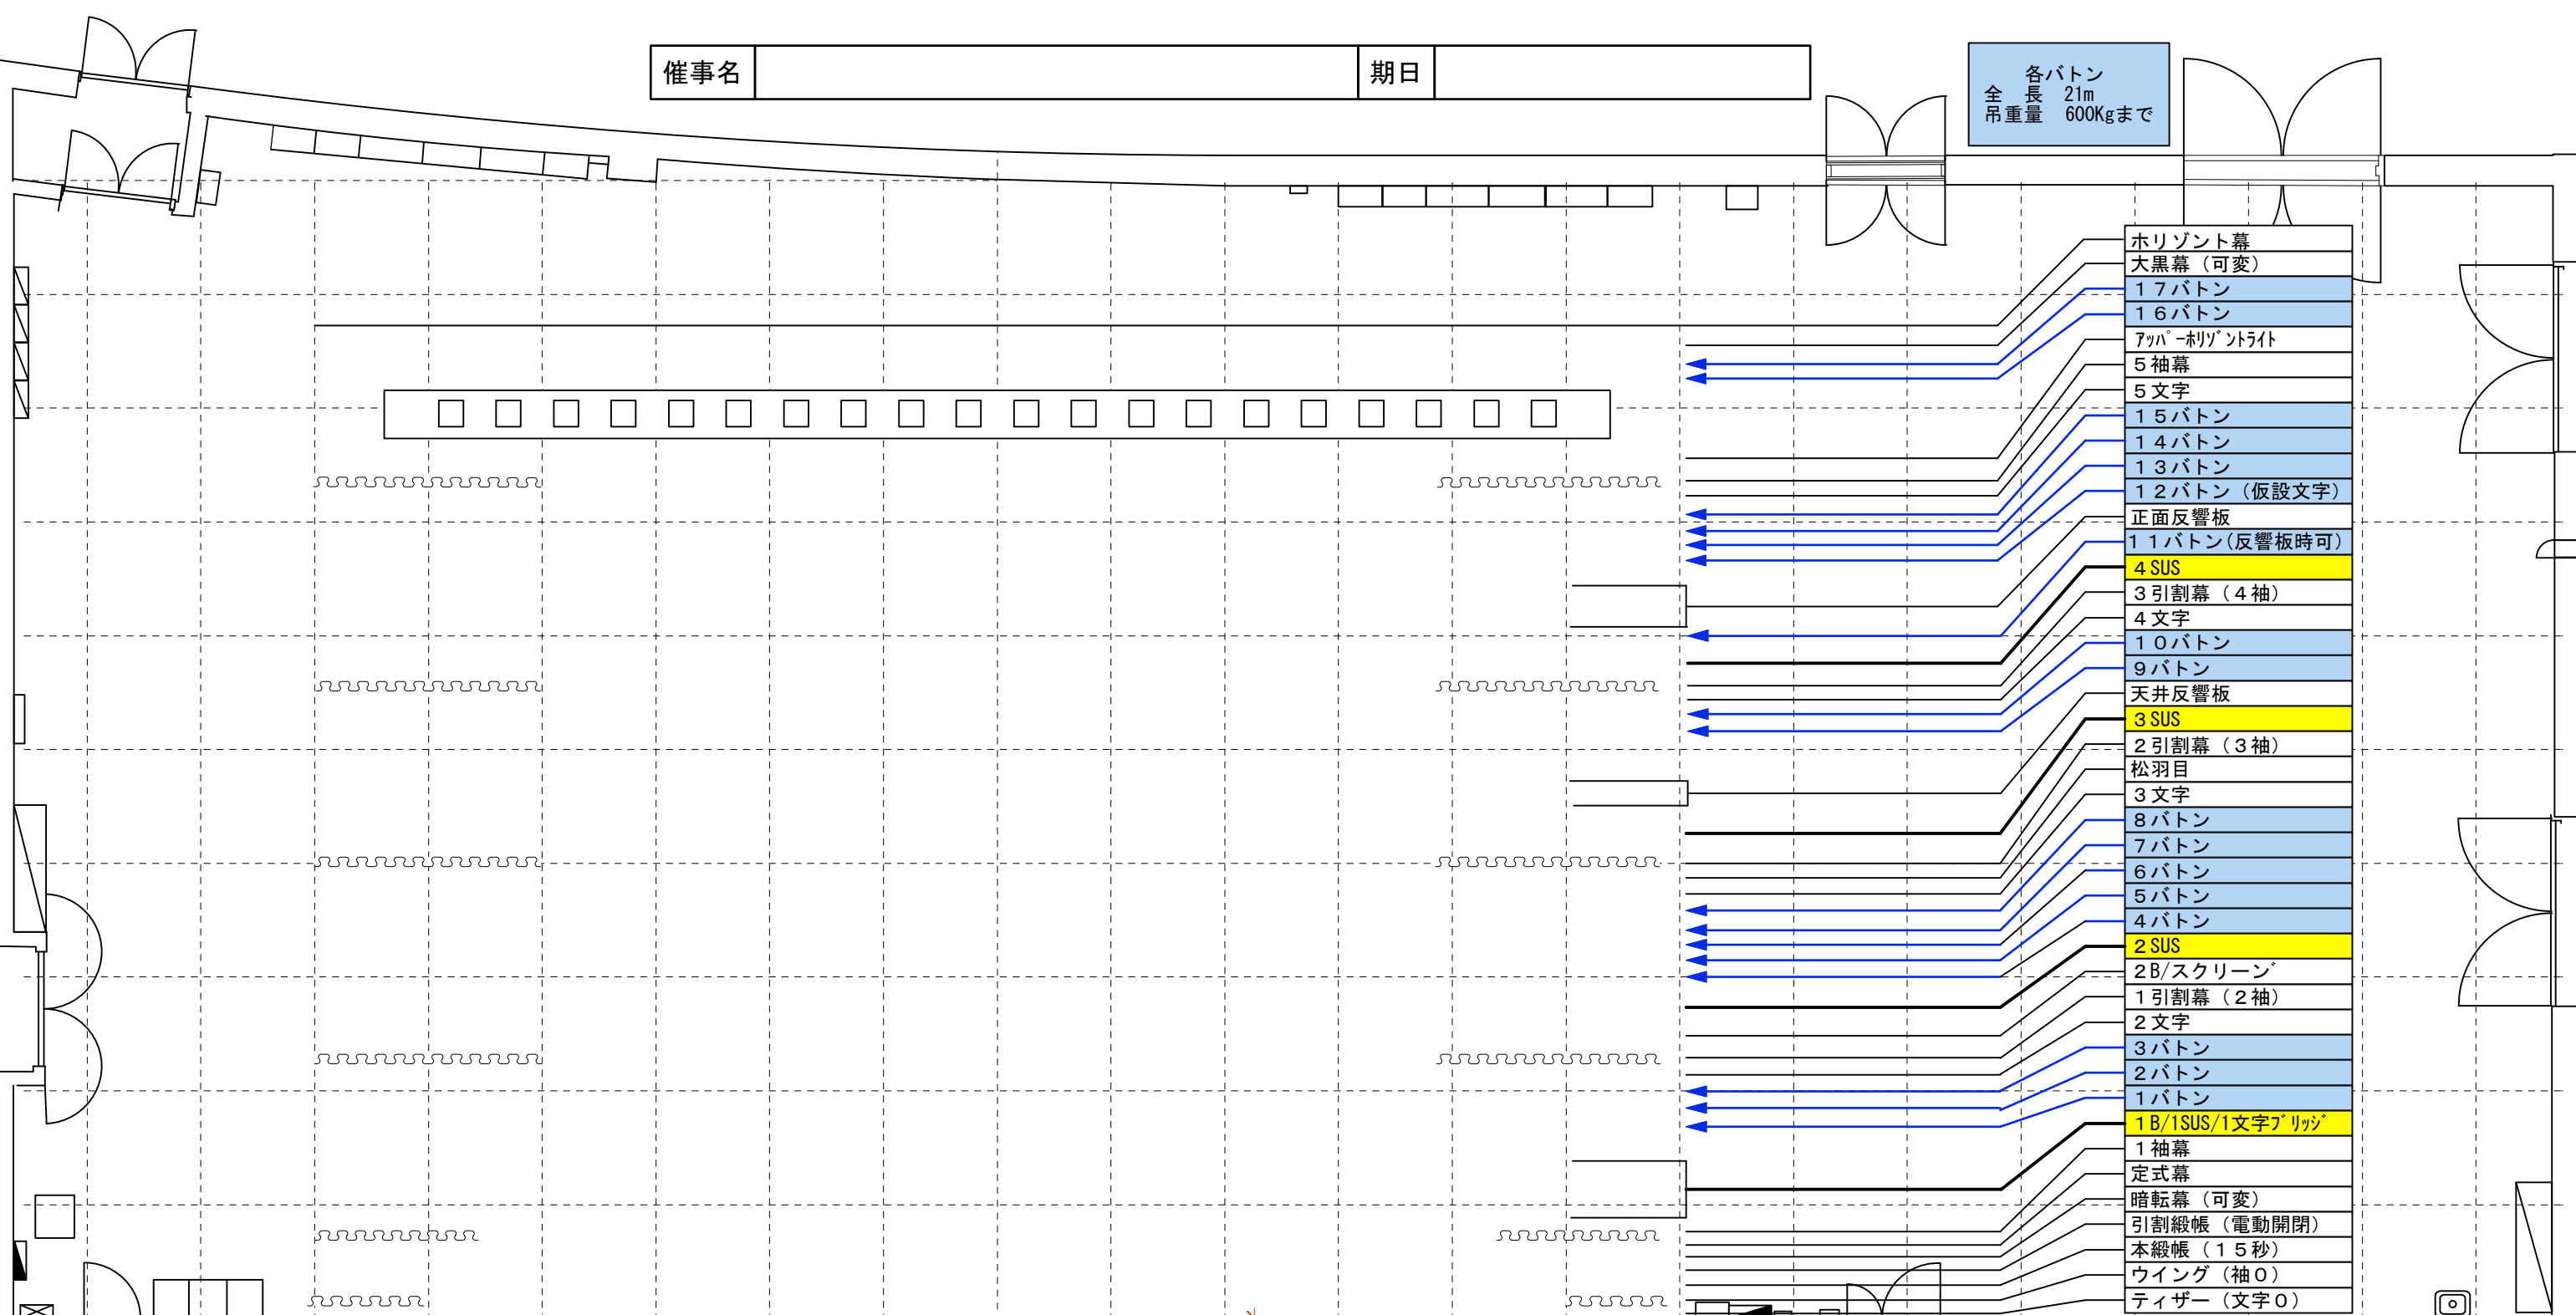 催事名
期日
各バトン
全　長　21m
吊重量　600Kgまで
ホリゾント幕
大黒幕（可変）
１７バトン
１６バトン
ｱｯﾊﾟｰﾎﾘｿﾞﾝﾄﾗｲﾄ
５袖幕
５文字
１５バトン
１４バトン
１３バトン
１２バトン（仮設文字）
正面反響板
１１バトン(反響板時可)
４SUS
３引割幕（４袖）
４文字
１０バトン
９バトン
天井反響板
３SUS
２引割幕（３袖）
松羽目
３文字
８バトン
７バトン
６バトン
５バトン
４バトン
２SUS
２B/スクリーン
１引割幕（２袖）
２文字
３バトン
２バトン
１バトン
１B/1SUS/1文字ﾌﾞﾘｯｼﾞ
１袖幕
定式幕
暗転幕（可変）
引割緞帳（電動開閉）
本緞帳（１５秒）
ウイング（袖０）
ティザー（文字０）